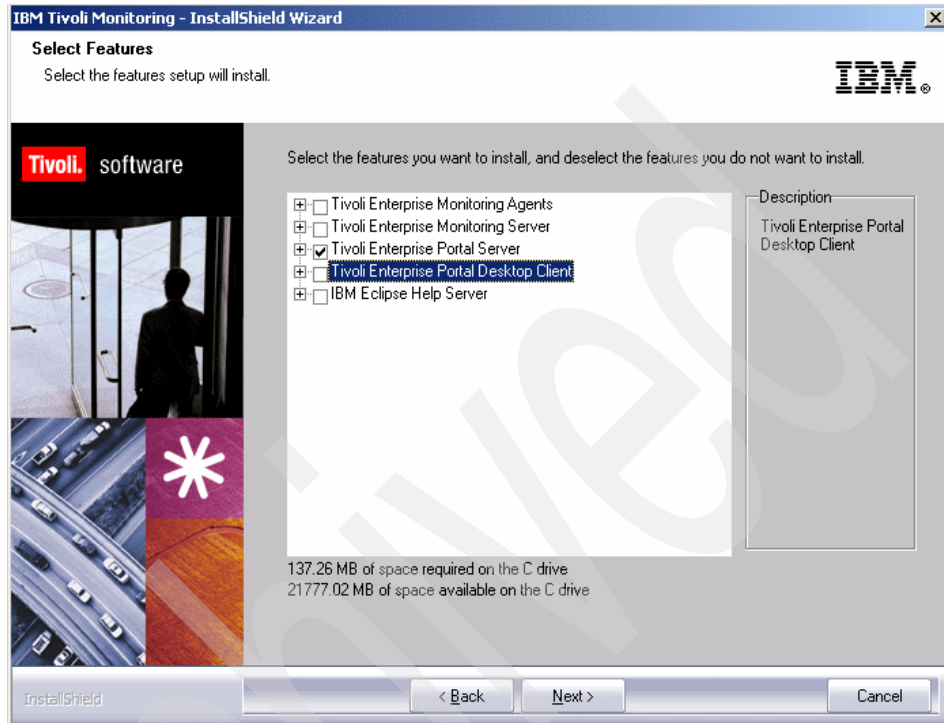 IBM Tivoli Monitoring - InstallShield Wizard
Select Features
Select the features setup will install.
IBM®
Tivoli. software
Select the features you want to install, and deselect the features you do not want to install.
Tivoli Enterprise Monitoring Agents
Tivoli Enterprise Monitoring Server
Tivoli Enterprise Portal Server
Tivoli Enterprise Portal Desktop Client
IBM Eclipse Help Server
Description
Tivoli Enterprise Portal
Desktop Client
137.26 MB of space required on the C drive
21777.02 MB of space available on the C drive
InstallShield
< Back
Next >
Cancel
hived